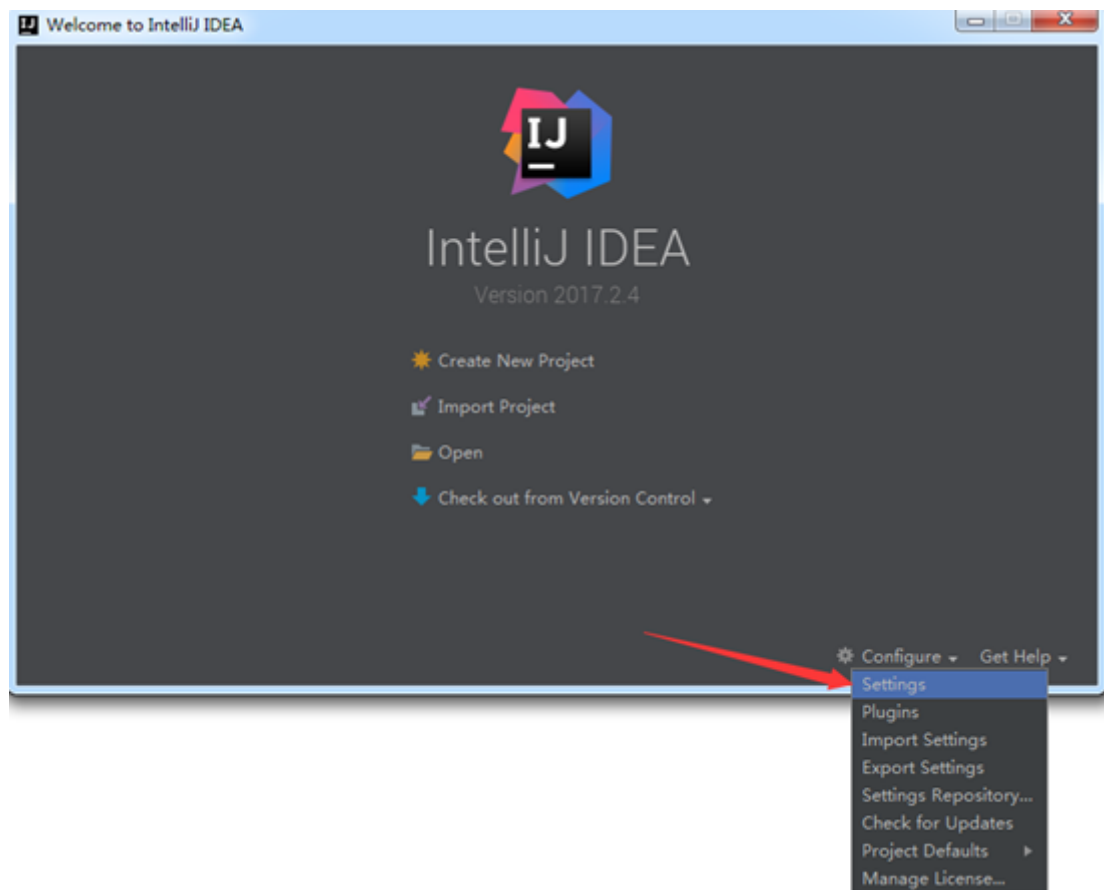 Welcome to IntelliJ IDEA
IJ
IntelliJ IDEA
Version 2017.2.4
Create New Project
Import Project
Open
Check out from Version Control
Configure Get Help
Settings
Plugins
Import Settings
Export Settings
Settings Repository...
Check for Updates
Project Defaults
Manage License...